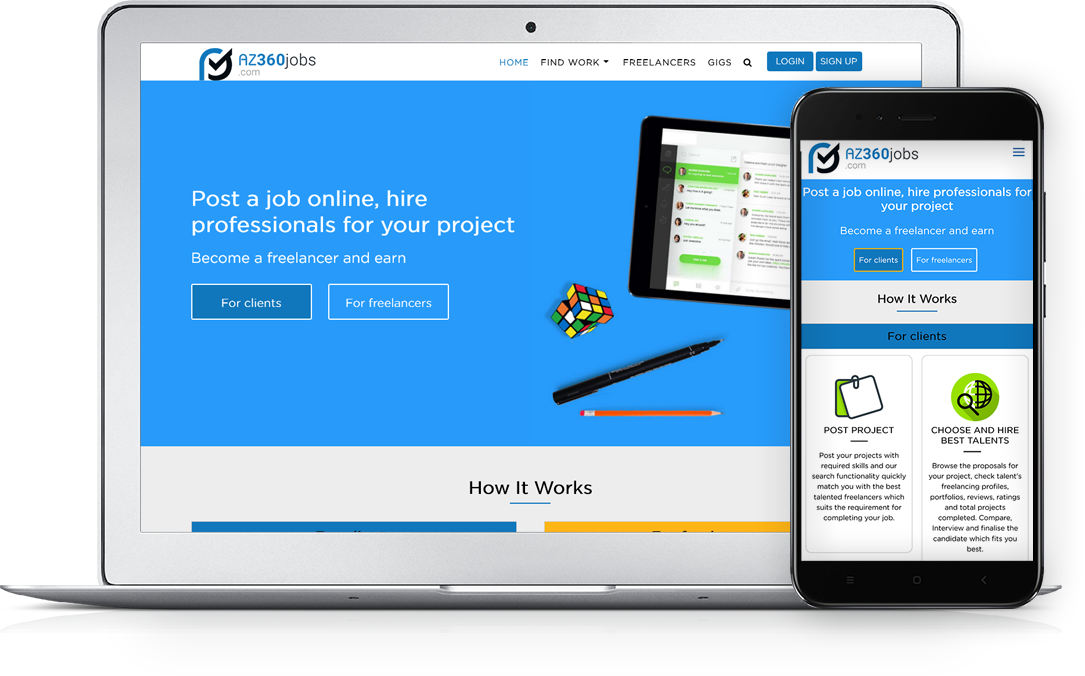 AZ360jobs
.com
HOME FIND WORK FREELANCERS GIGS LOGIN SIGN UP
Post a job online, hire
professionals for your project
Become a freelancer and earn
For clients For freelancers
How It Works
AZ360jobs
.com
Post a job online, hire professionals for
your project
Become a freelancer and earn
For clients For freelancers
How It Works
For clients
POST PROJECT
Post your projects with
required skills and our
search functionality quickly
match you with the best
talented freelancers which
suits the requirement for
completing your job.
CHOOSE AND HIRE
BEST TALENTS
Browse the proposals for
your project, check talent's
freelancing profiles,
portfolios, reviews, ratings
and total projects
completed. Compare,
Interview and finalise the
candidate which fits you
best.